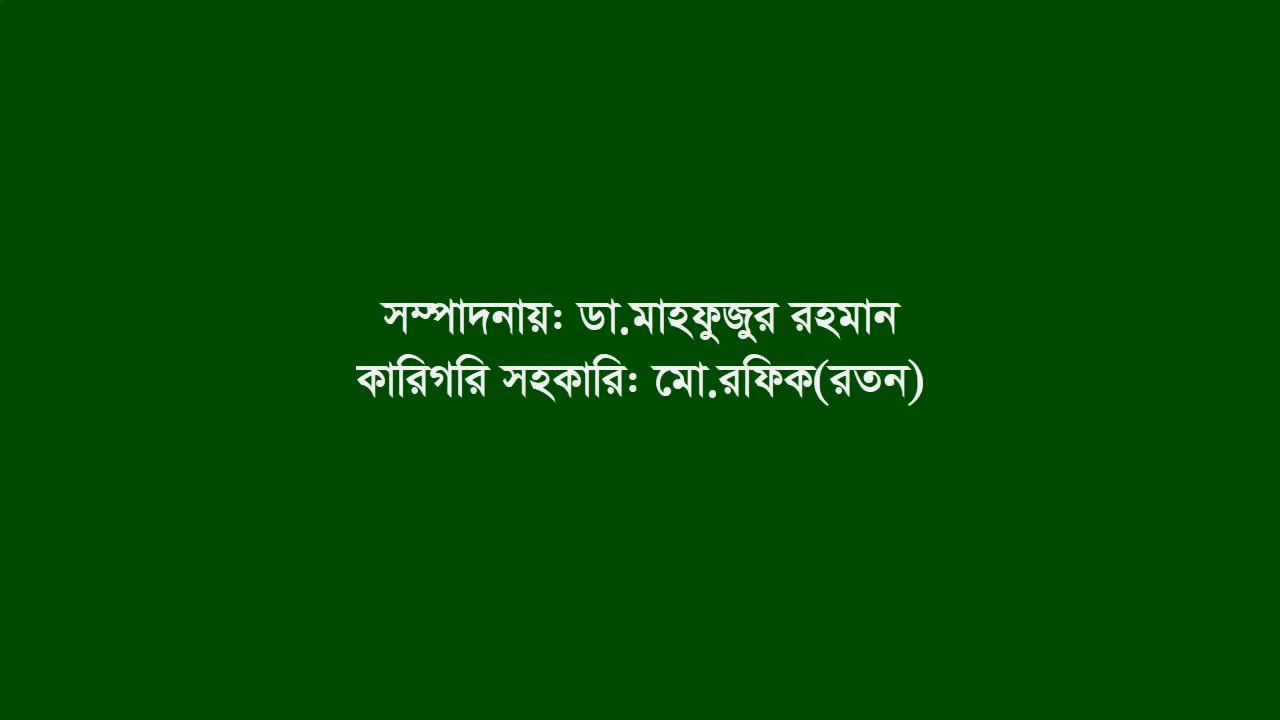 সম্পাদনায়ঃ ডা.মাহফুজুর রহমান
কারিগরি সহকারিঃ মো.রফিক(রতন)